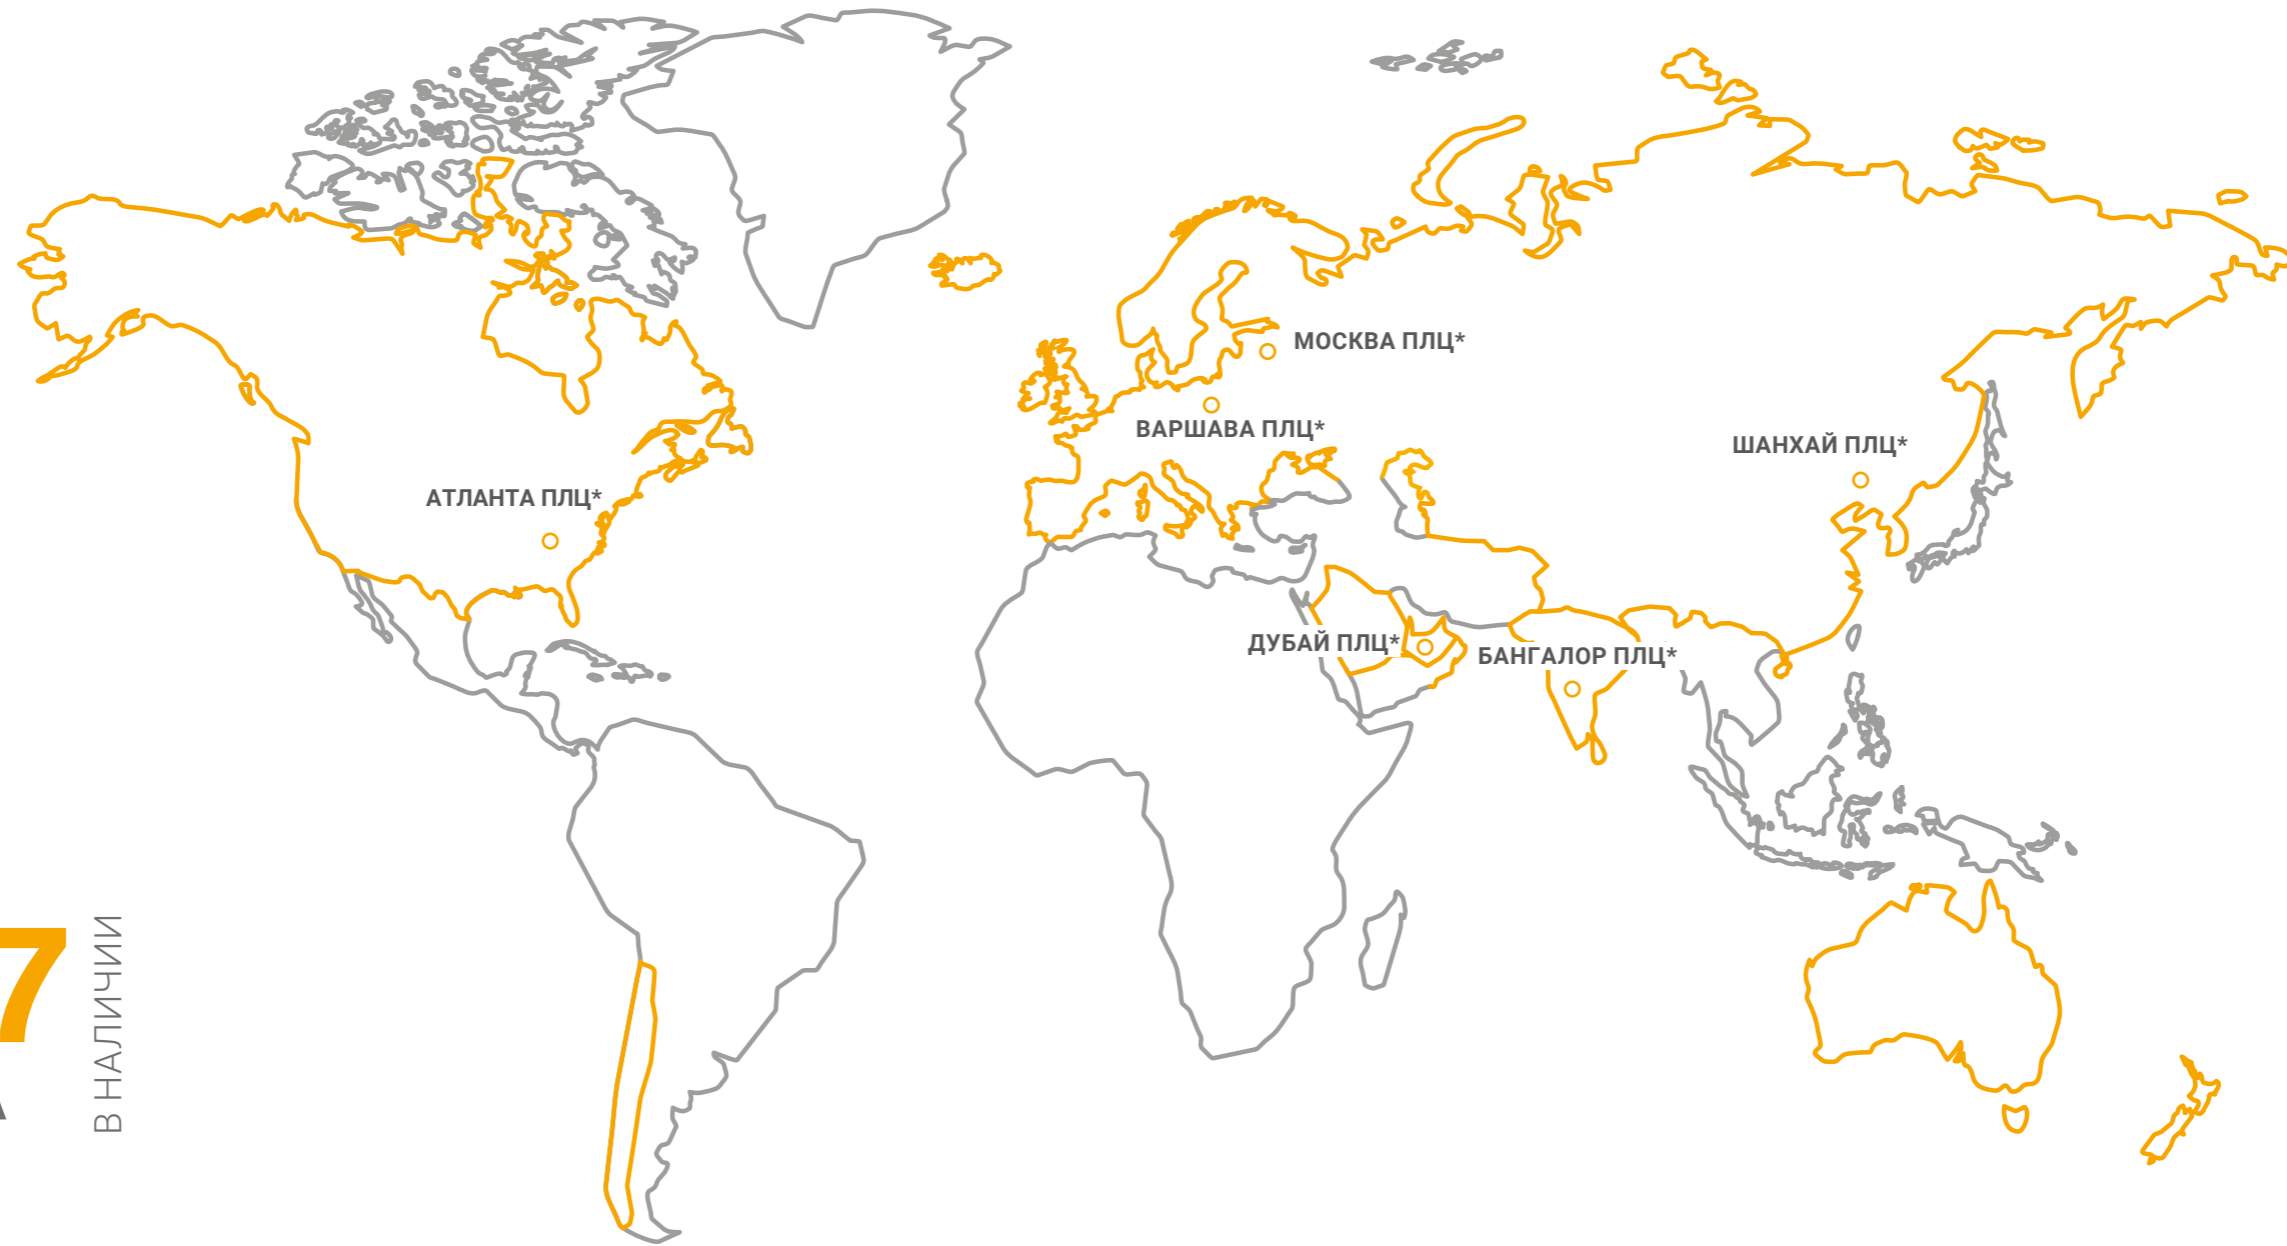 МОСКВА ПЛЦ*
ВАРШАВА ПЛЦ*
ШАНХАЙ ПЛЦ*
АТЛАНТА ПЛЦ*
ДУБАЙ ПЛЦ*
БАНГАЛОР ПЛЦ*
7
В НАЛИЧИИ